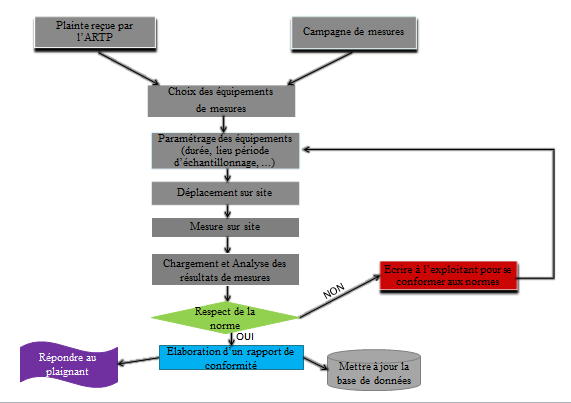 Plainte reçue par
l'ARTP
Campagne de mesures
Choix des équipements
de mesures
Paramétrage des équipements
(durée, lieu période
d'échantillonnage, ...)
Déplacement sur site
Mesure sur site
Chargement et Analyse des
résultats de mesures
Ecrire à l'exploitant pour se
conformer aux normes
NON
Respect de la
norme
OUI
Elaboration d'un rapport de
conformité
Répondre au
plaignant
Mettre à jour la
base de données